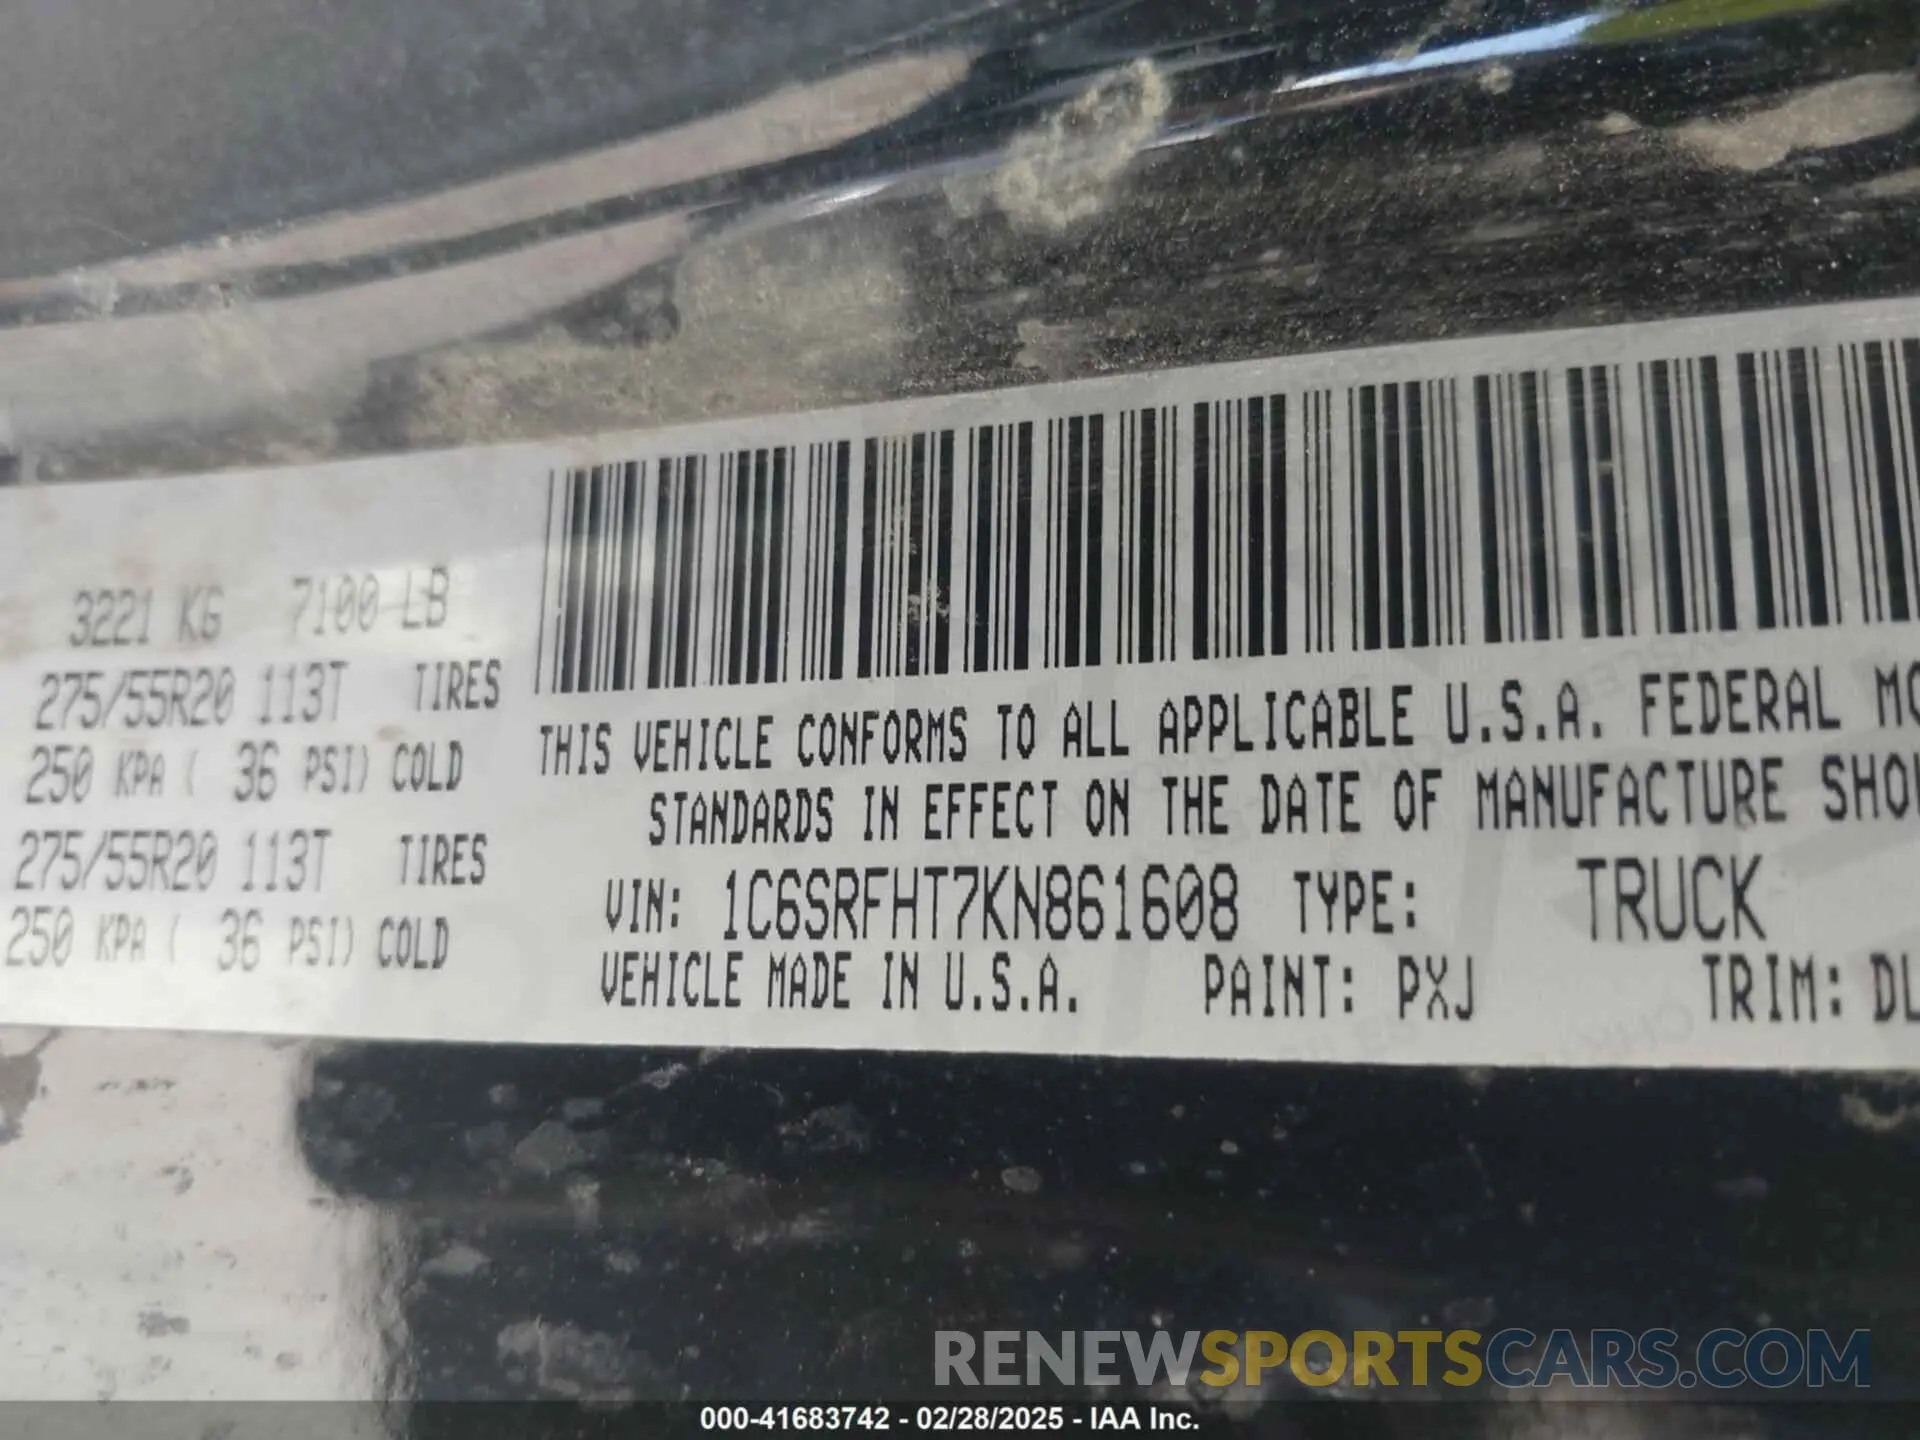 3221 KG 7100 LB
275/55R20 113T TIRES
250 KPA ( 36 PSI) COLD
275/55R20 113T TIRES
250 KPA ( 36 PSI) COLD
THIS VEHICLE CONFORMS TO ALL APPLICABLE U.S.A. FEDERAL MO
STANDARDS IN EFFECT ON THE DATE OF MANUFACTURE SHO
VIN: 1C6SRFHT7KN861608 TYPE: TRUCK
VEHICLE MADE IN U.S.A. PAINT: PXJ TRIM: DL
RENEWSPORTSCARS.COM
000-41683742 - 02/28/2025 - IAA Inc.